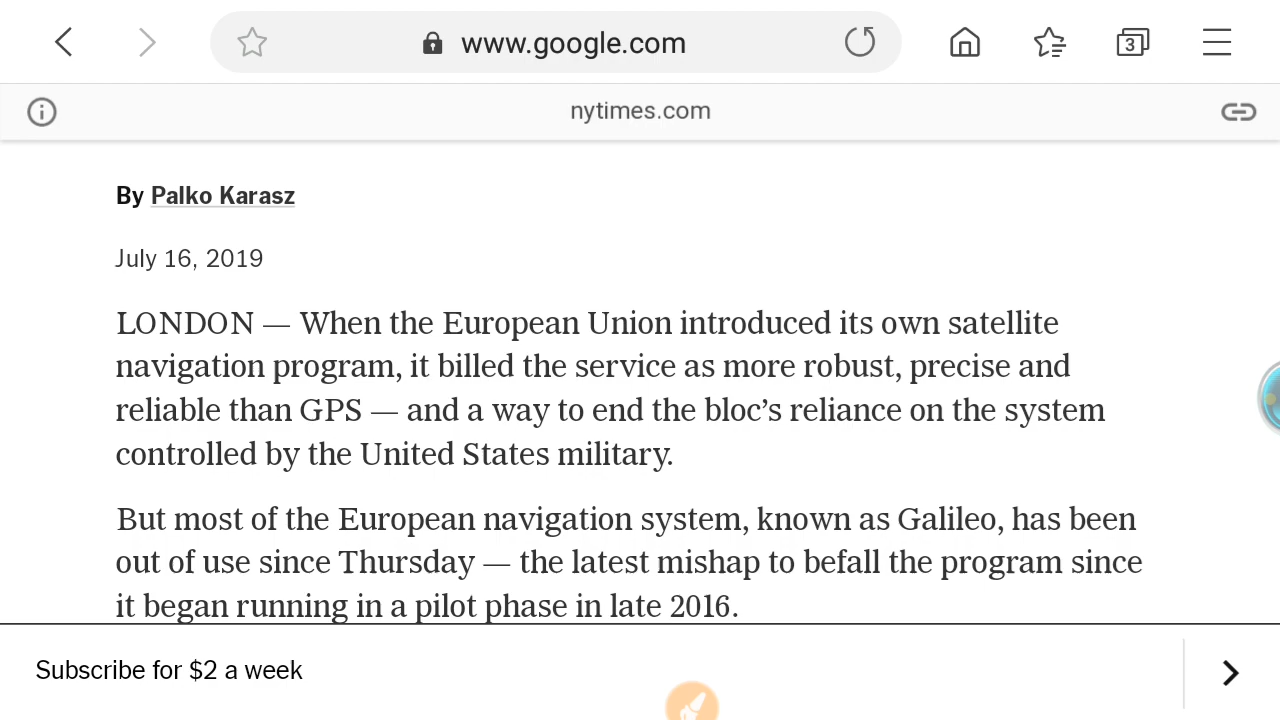 www.google.com
3
nytimes.com
By Palko Karasz
July 16, 2019
LONDON — When the European Union introduced its own satellite
navigation program, it billed the service as more robust, precise and
reliable than GPS — and a way to end the bloc’s reliance on the system
controlled by the United States military.
But most of the European navigation system, known as Galileo, has been
out of use since Thursday — the latest mishap to befall the program since
it began running in a pilot phase in late 2016.
Subscribe for $2 a week